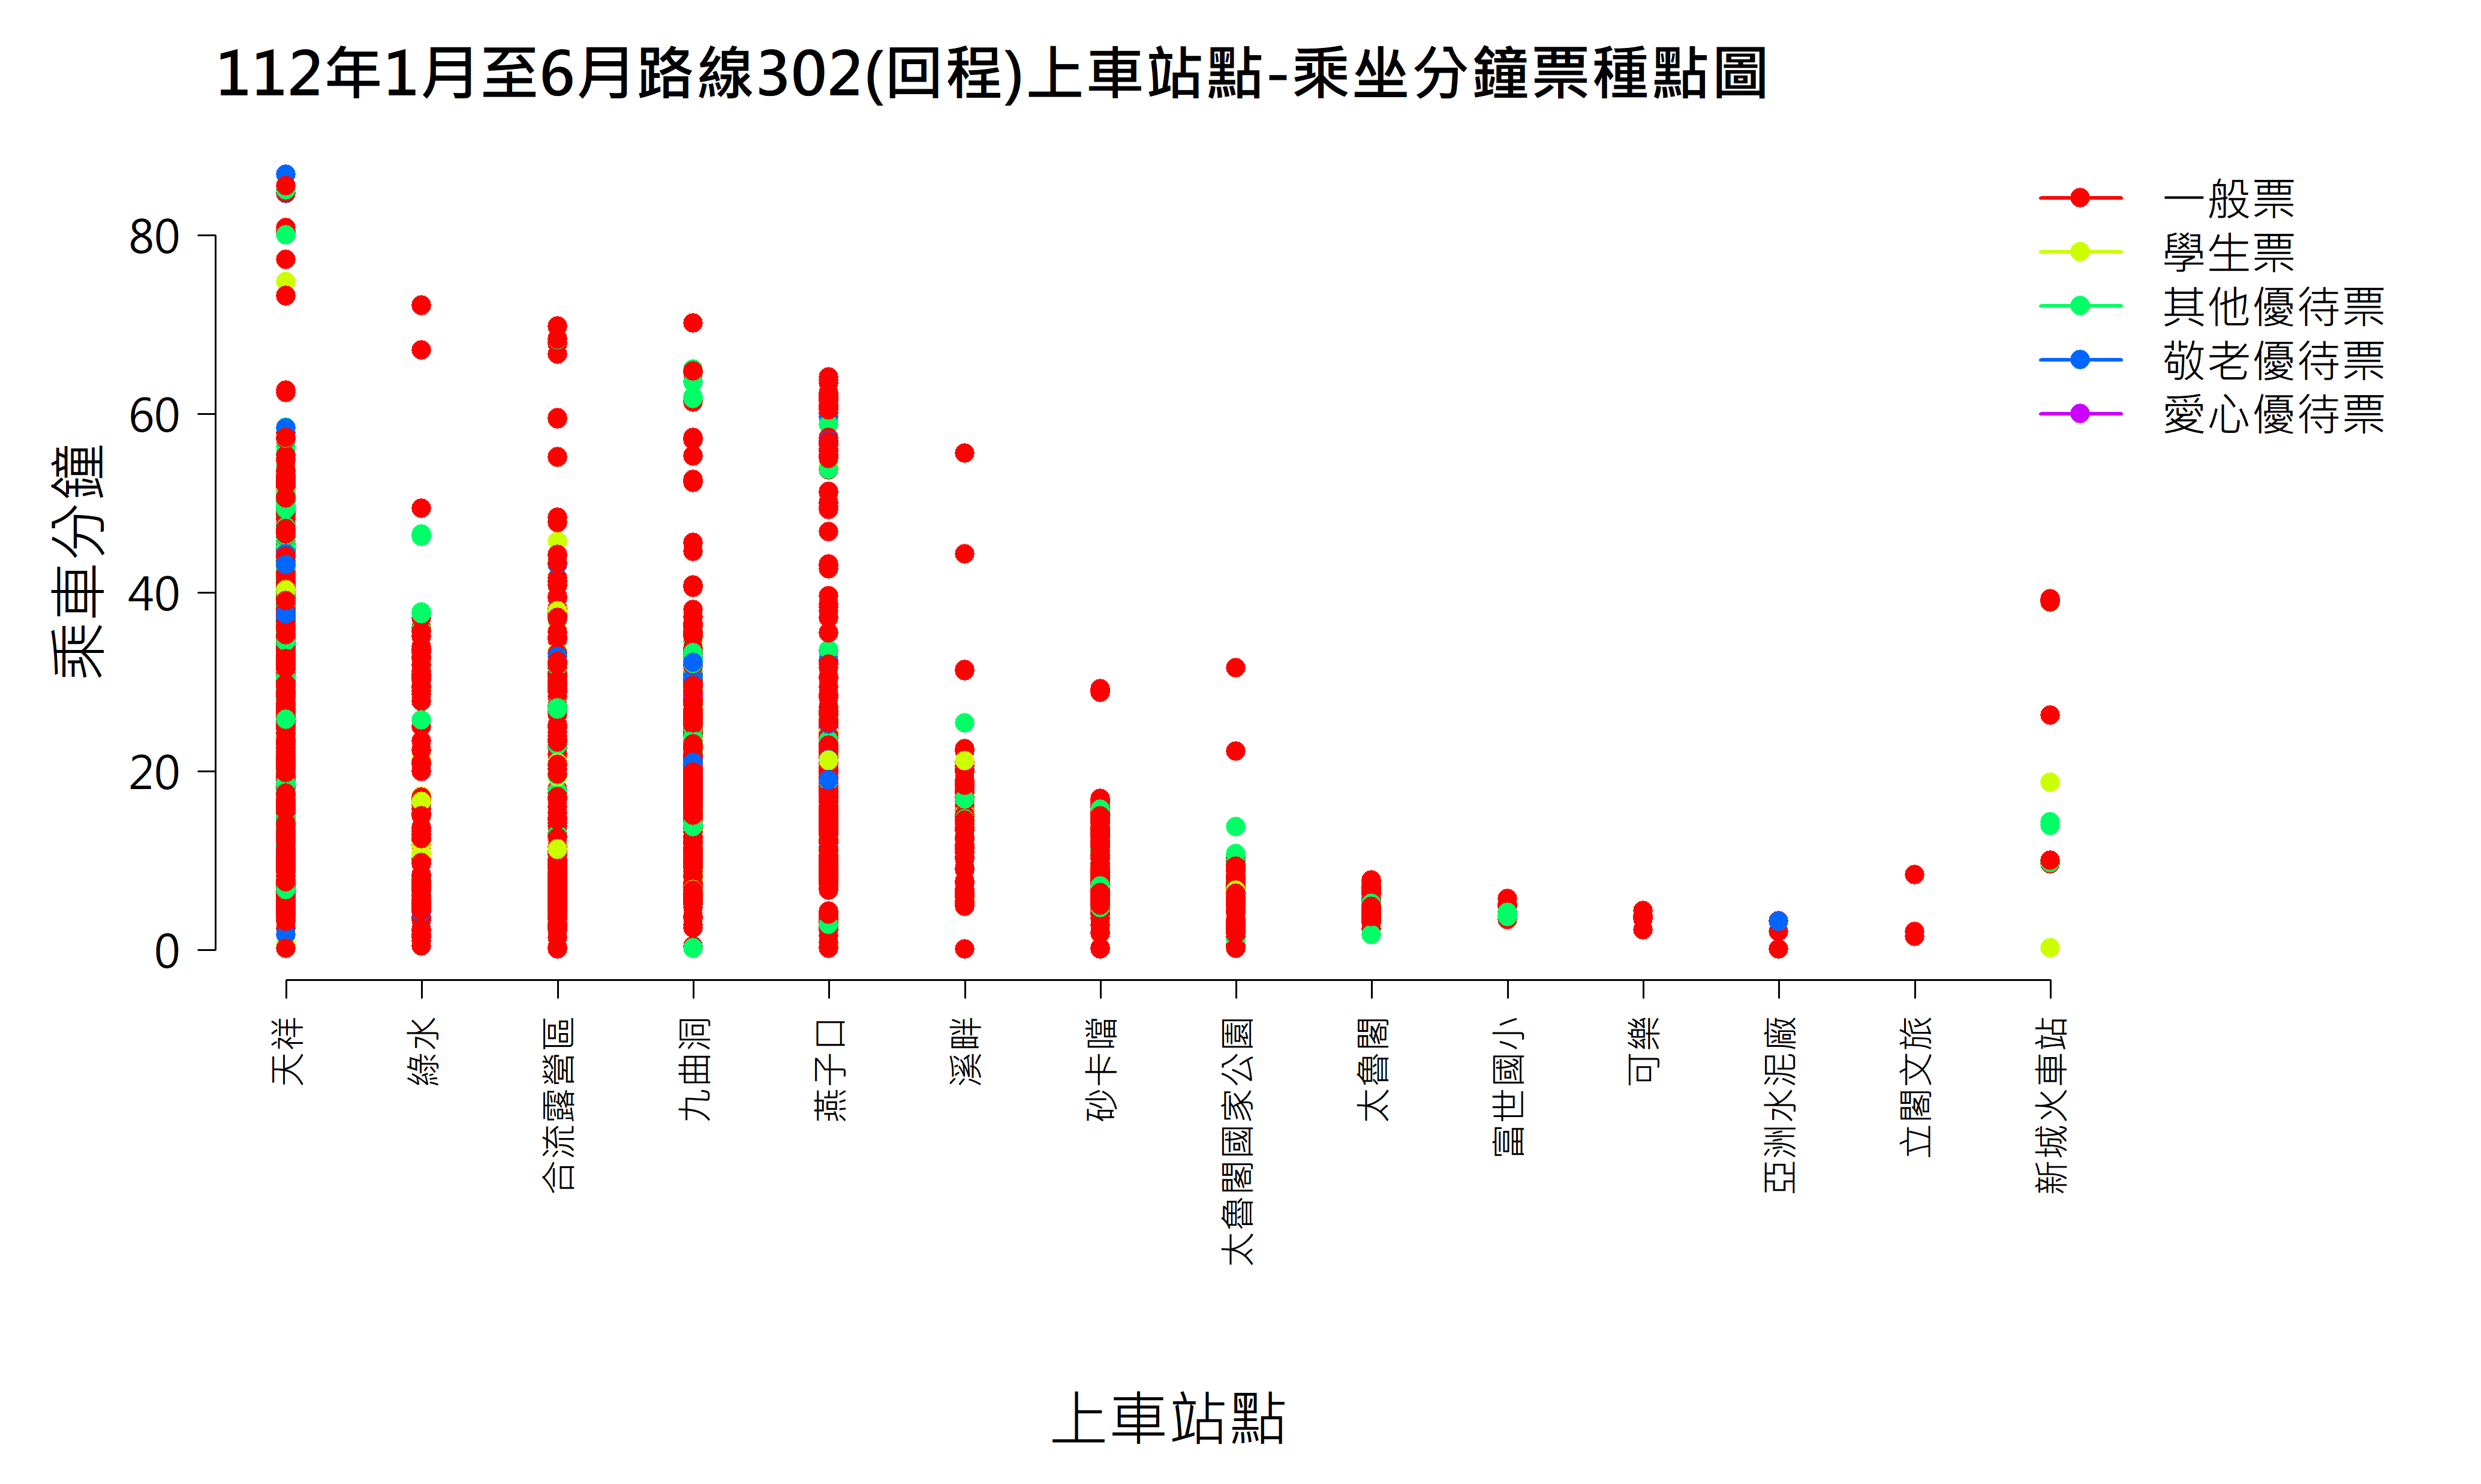 112年1月至6月路線302(回程)上車站點-乘坐分鐘票種點圖
一般票
學生票
其他優待票
敬老優待票
愛心優待票
乘車分鐘
80
60
40
20
0
天祥
綠水
合流露營區
九曲洞
燕子口
溪畔
砂卡噹
太魯閣國家公園
太魯閣
富世國小
可樂
亞洲水泥廠
立閣文旅
新城火車站
上車站點